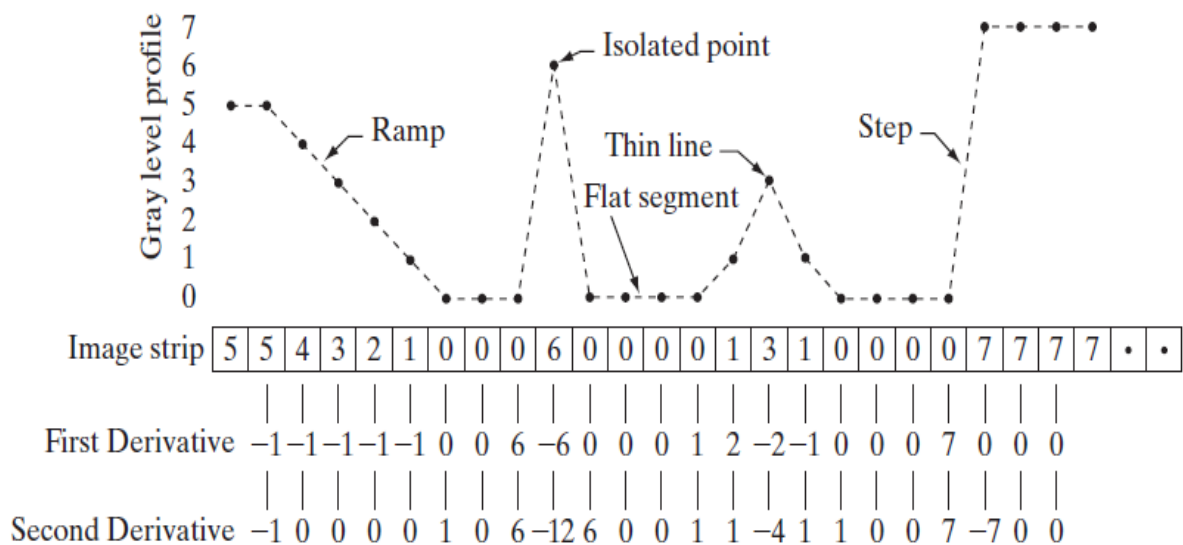 Gray level profile
7
6
5
4
3
2
1
0
Isolated point
Ramp
Thin line
Flat segment
Step
Image strip 5 5 4 3 2 1 0 0 0 6 0 0 0 0 1 3 1 0 0 0 0 7 7 7 7 • •
First Derivative −1 −1 −1 −1 −1 0 0 6 −6 0 0 0 1 2 −2 −1 0 0 0 7 0 0 0
Second Derivative −1 0 0 0 0 1 0 6 −12 6 0 0 1 1 −4 1 1 0 0 7 −7 0 0